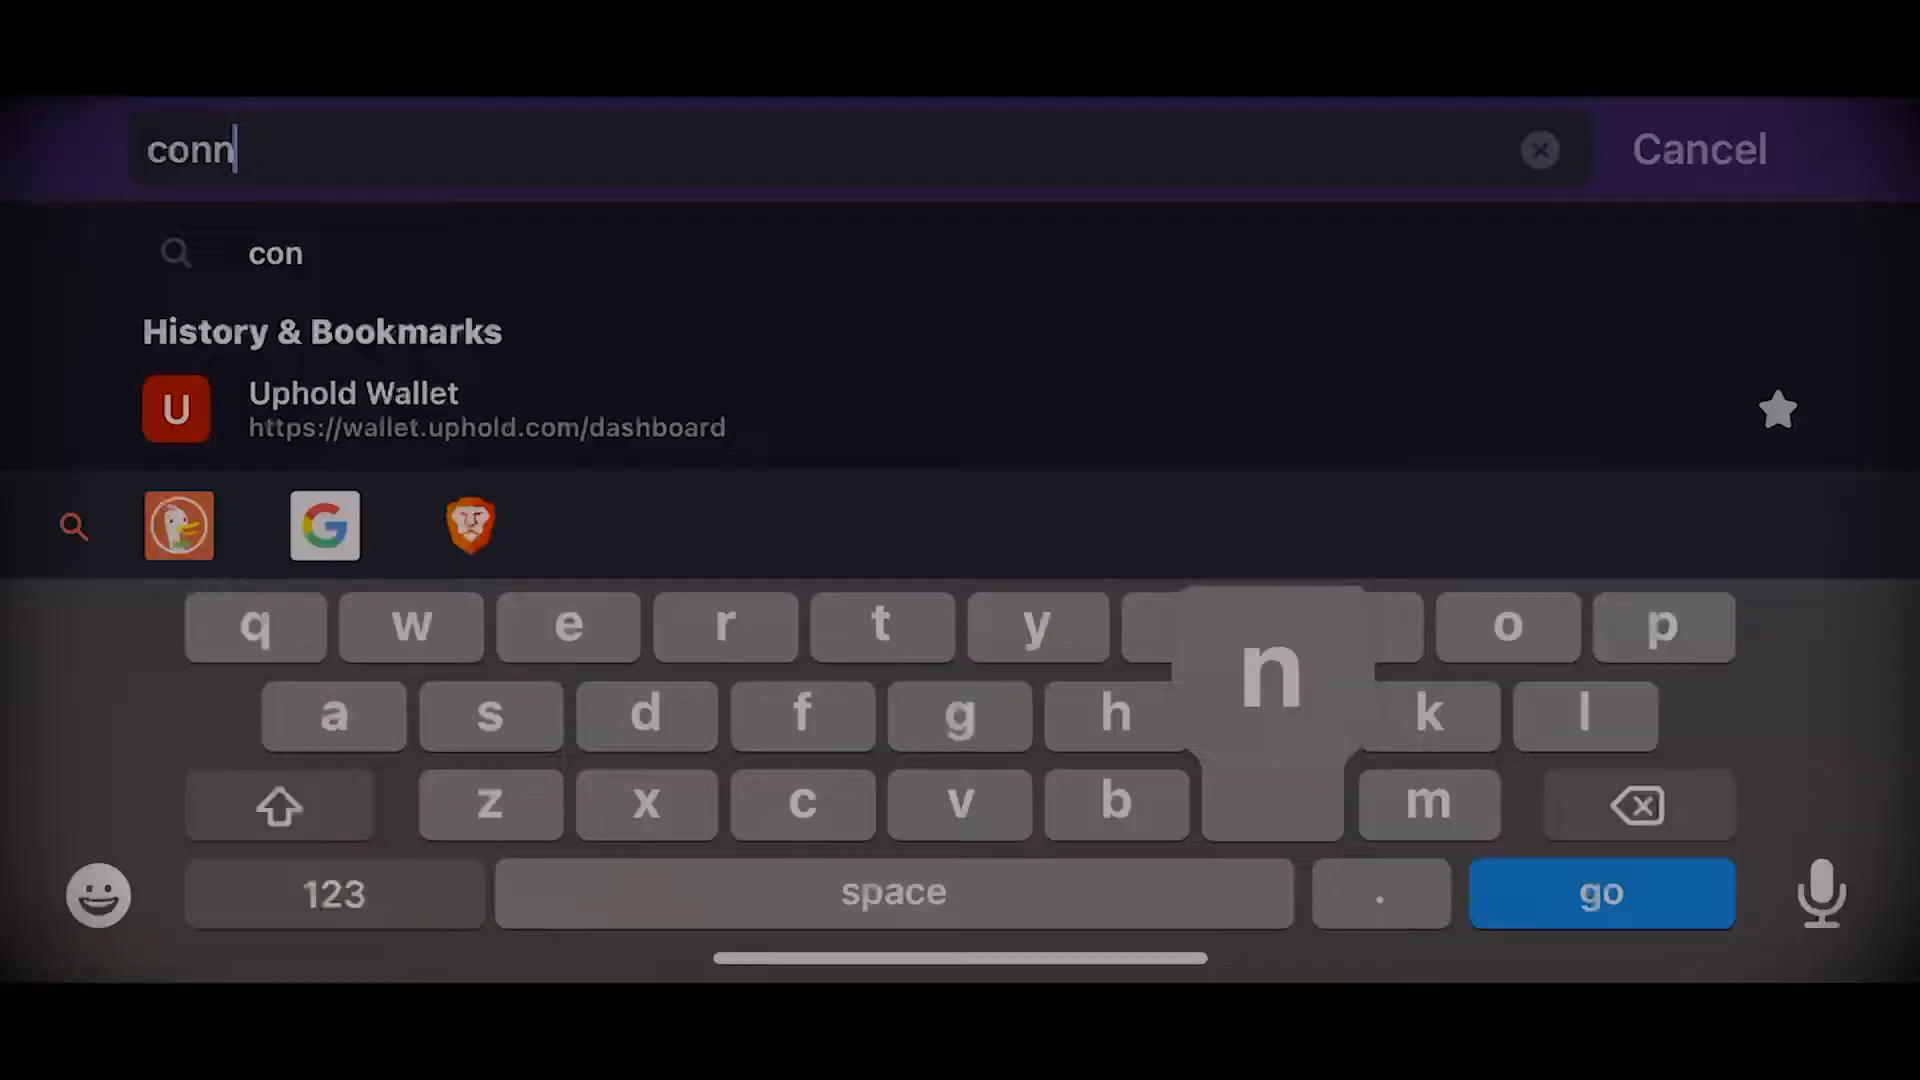 conn
Cancel
con
History & Bookmarks
U
Uphold Wallet
https://wallet.uphold.com/dashboard
G
q w e r t y o p
n
a s d f g h k l
z x c v b m
123 space . go